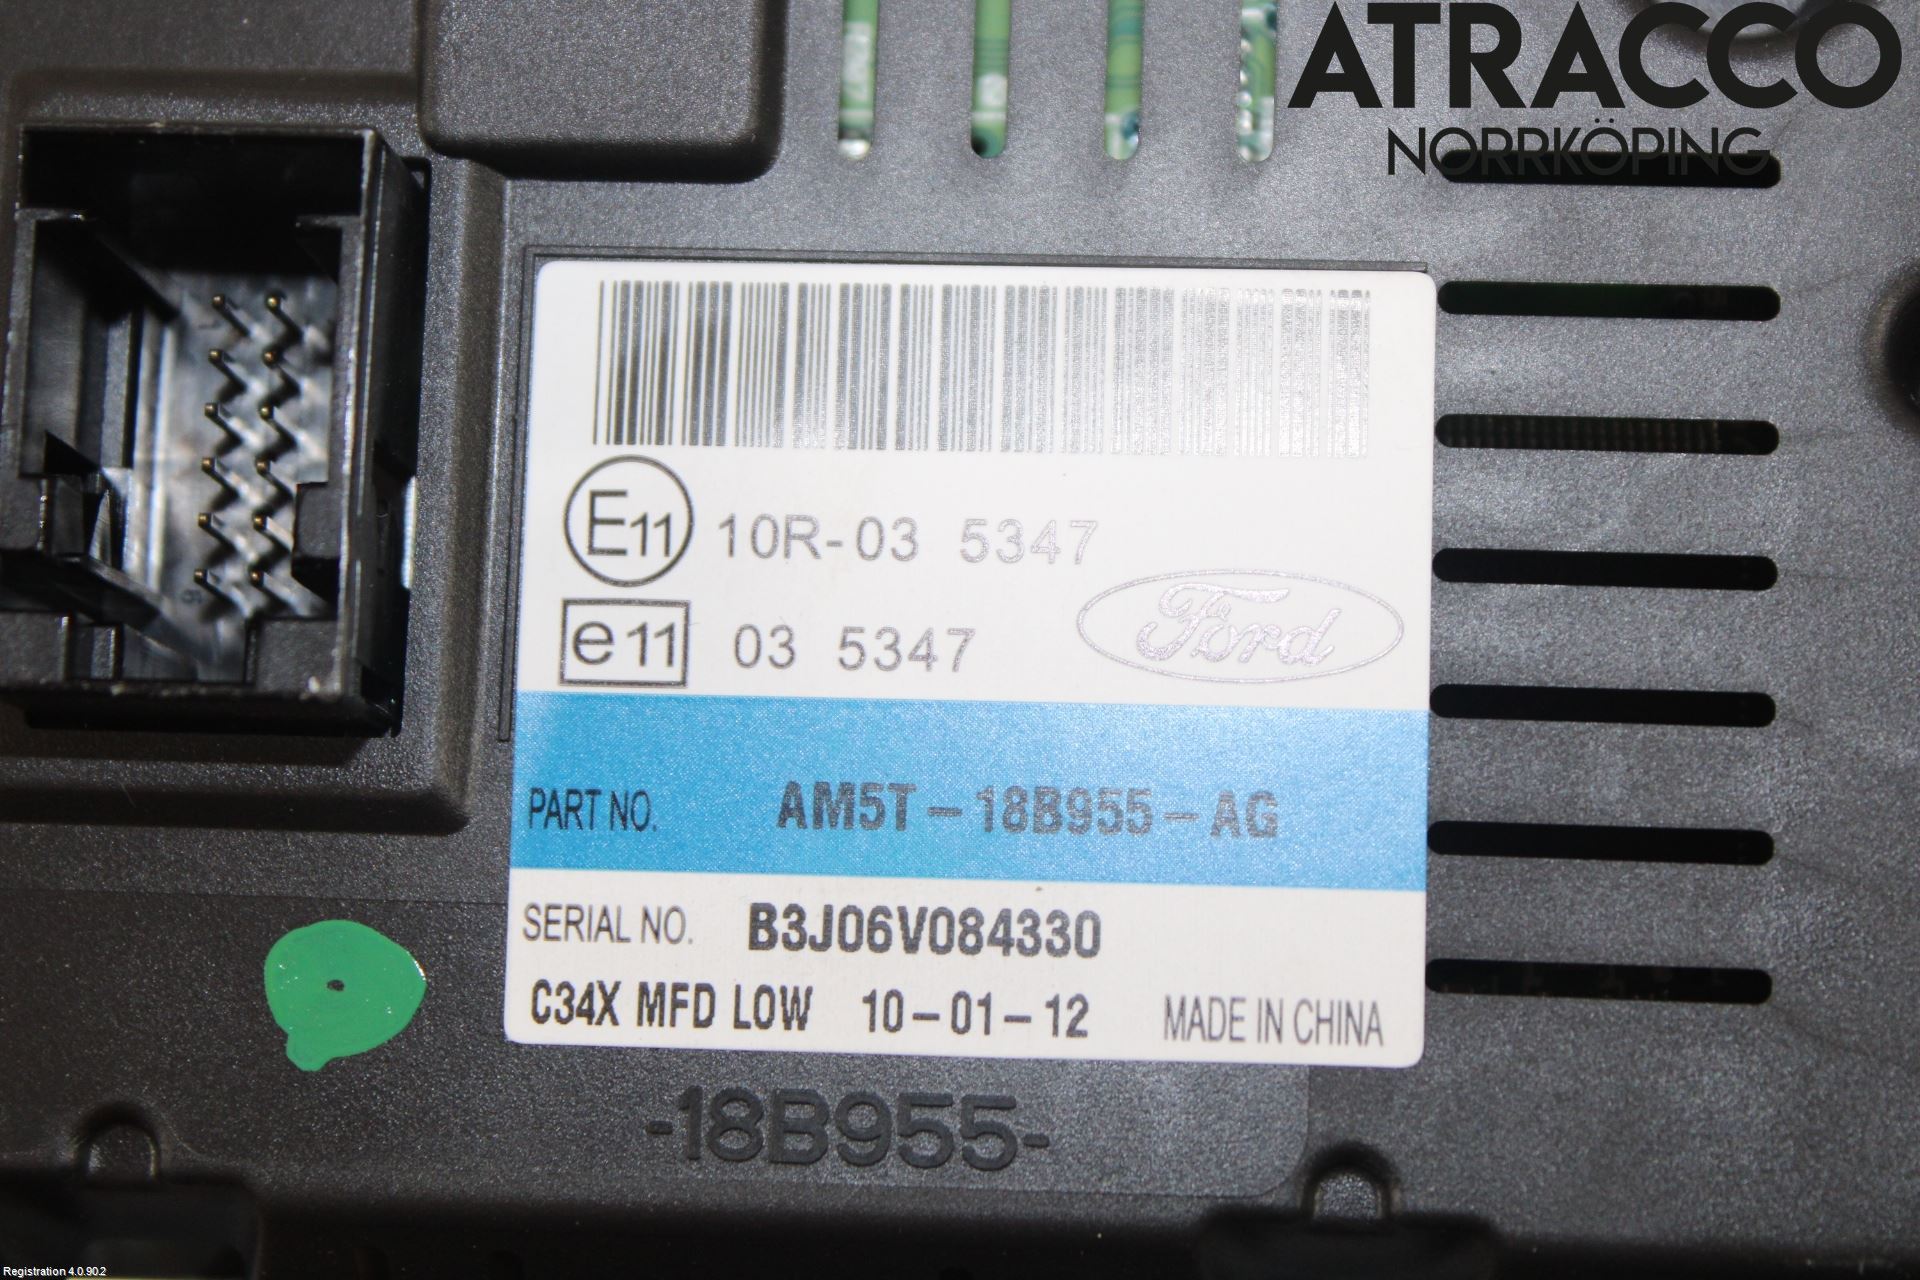 ATRACCO
NORRKÖPING
E11 10R-03 5347
e11 03 5347
Ford
PART NO. AM5T-18B955-AG
SERIAL NO. B3J06V084330
C34X MFD LOW 10-01-12 MADE IN CHINA
-18B955-
Registration 4.0.90.2